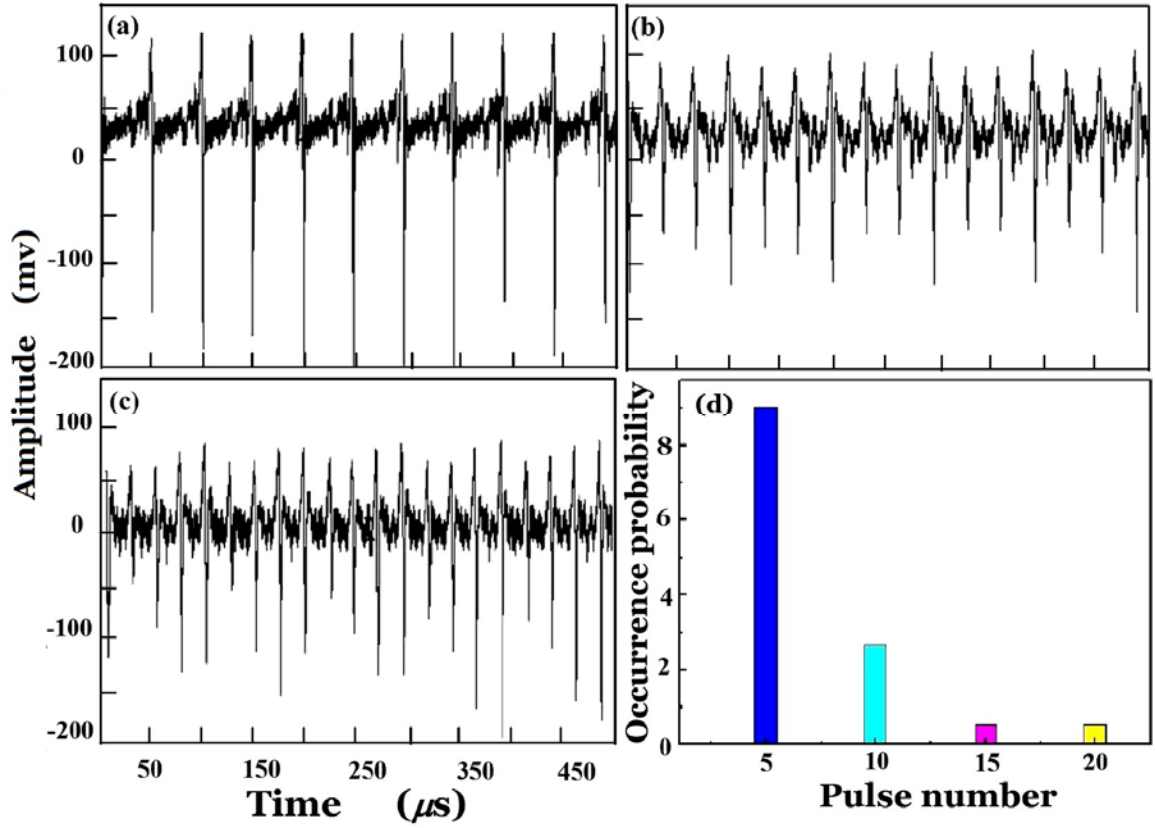 (a)
(b)
100
0
-100
-200
Amplitude (mv)
(c)
(d)
100
0
-100
-200
50 150 250 350 450
Time (μs)
Occurrence probability
8
6
4
2
0
5 10 15 20
Pulse number